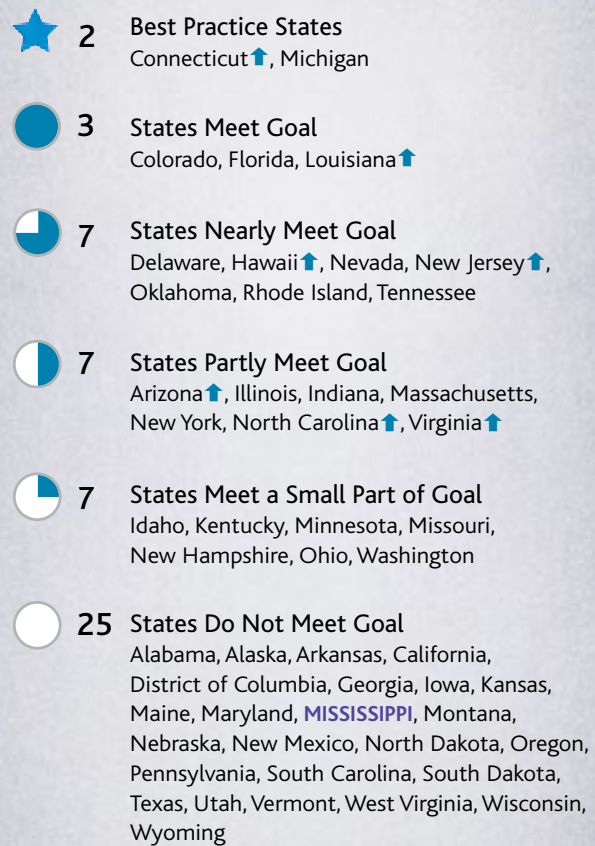 2 Best Practice States
Connecticut⬆, Michigan
3 States Meet Goal
Colorado, Florida, Louisiana⬆
7 States Nearly Meet Goal
Delaware, Hawaii⬆, Nevada, New Jersey⬆,
Oklahoma, Rhode Island, Tennessee
7 States Partly Meet Goal
Arizona⬆, Illinois, Indiana, Massachusetts,
New York, North Carolina⬆, Virginia⬆
7 States Meet a Small Part of Goal
Idaho, Kentucky, Minnesota, Missouri,
New Hampshire, Ohio, Washington
25 States Do Not Meet Goal
Alabama, Alaska, Arkansas, California,
District of Columbia, Georgia, Iowa, Kansas,
Maine, Maryland, MISSISSIPPI, Montana,
Nebraska, New Mexico, North Dakota, Oregon,
Pennsylvania, South Carolina, South Dakota,
Texas, Utah, Vermont, West Virginia, Wisconsin,
Wyoming